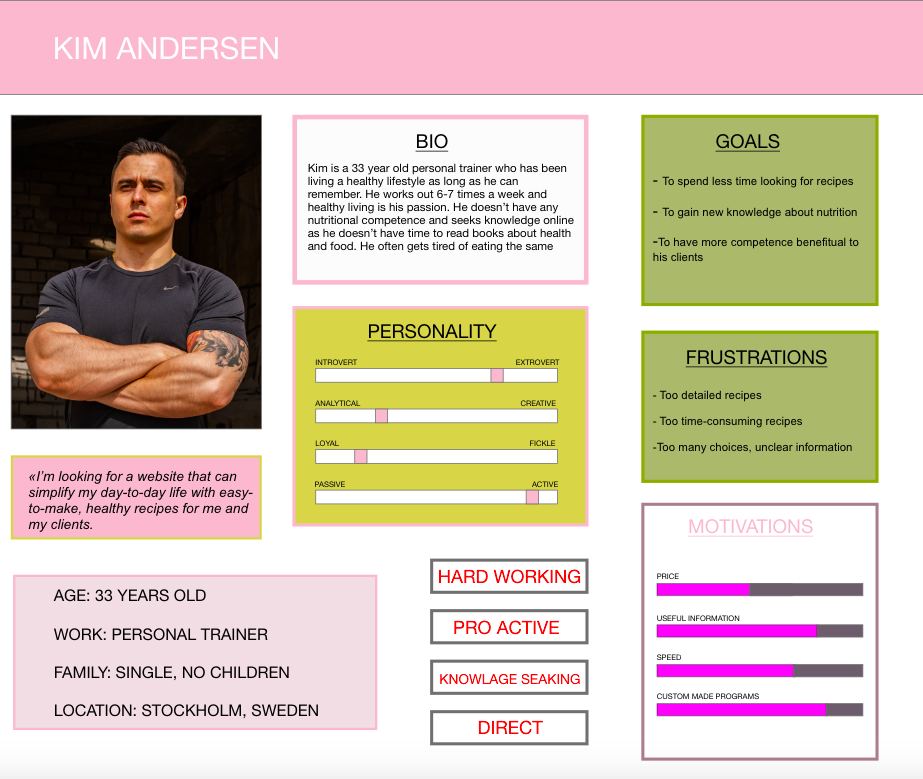 KIM ANDERSEN
BIO
Kim is a 33 year old personal trainer who has been
living a healthy lifestyle as long as he can
remember. He works out 6-7 times a week and
healthy living is his passion. He doesn't have any
nutritional competence and seeks knowledge online
as he doesn't have time to read books about health
and food. He often gets tired of eating the same
GOALS
- To spend less time looking for recipes
- To gain new knowledge about nutrition
-To have more competence benefitual to
his clients
PERSONALITY
INTROVERT EXTROVERT
ANALYTICAL CREATIVE
LOYAL FICKLE
PASSIVE ACTIVE
FRUSTRATIONS
- Too detailed recipes
- Too time-consuming recipes
-Too many choices, unclear information
«I'm looking for a website that can
simplify my day-to-day life with easy-
to-make, healthy recipes for me and
my clients.
AGE: 33 YEARS OLD
WORK: PERSONAL TRAINER
FAMILY: SINGLE, NO CHILDREN
LOCATION: STOCKHOLM, SWEDEN
HARD WORKING
PRO ACTIVE
KNOWLAGE SEAKING
DIRECT
MOTIVATIONS
PRICE
USEFUL INFORMATION
SPEED
CUSTOM MADE PROGRAMS